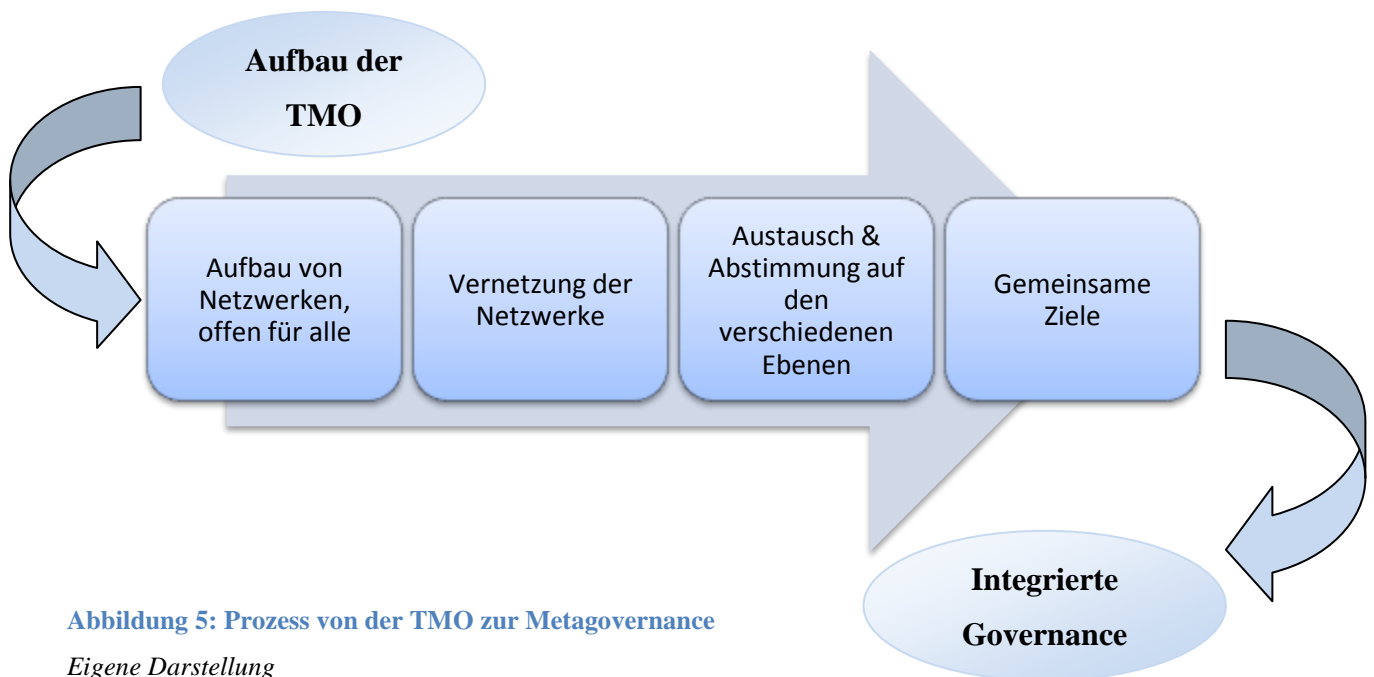 Aufbau der
TMO
Aufbau von
Netzwerken,
offen für alle
Vernetzung der
Netzwerke
Austausch &
Abstimmung auf
den
verschiedenen
Ebenen
Gemeinsame
Ziele
Integrierte
Governance
Abbildung 5: Prozess von der TMO zur Metagovernance
Eigene Darstellung